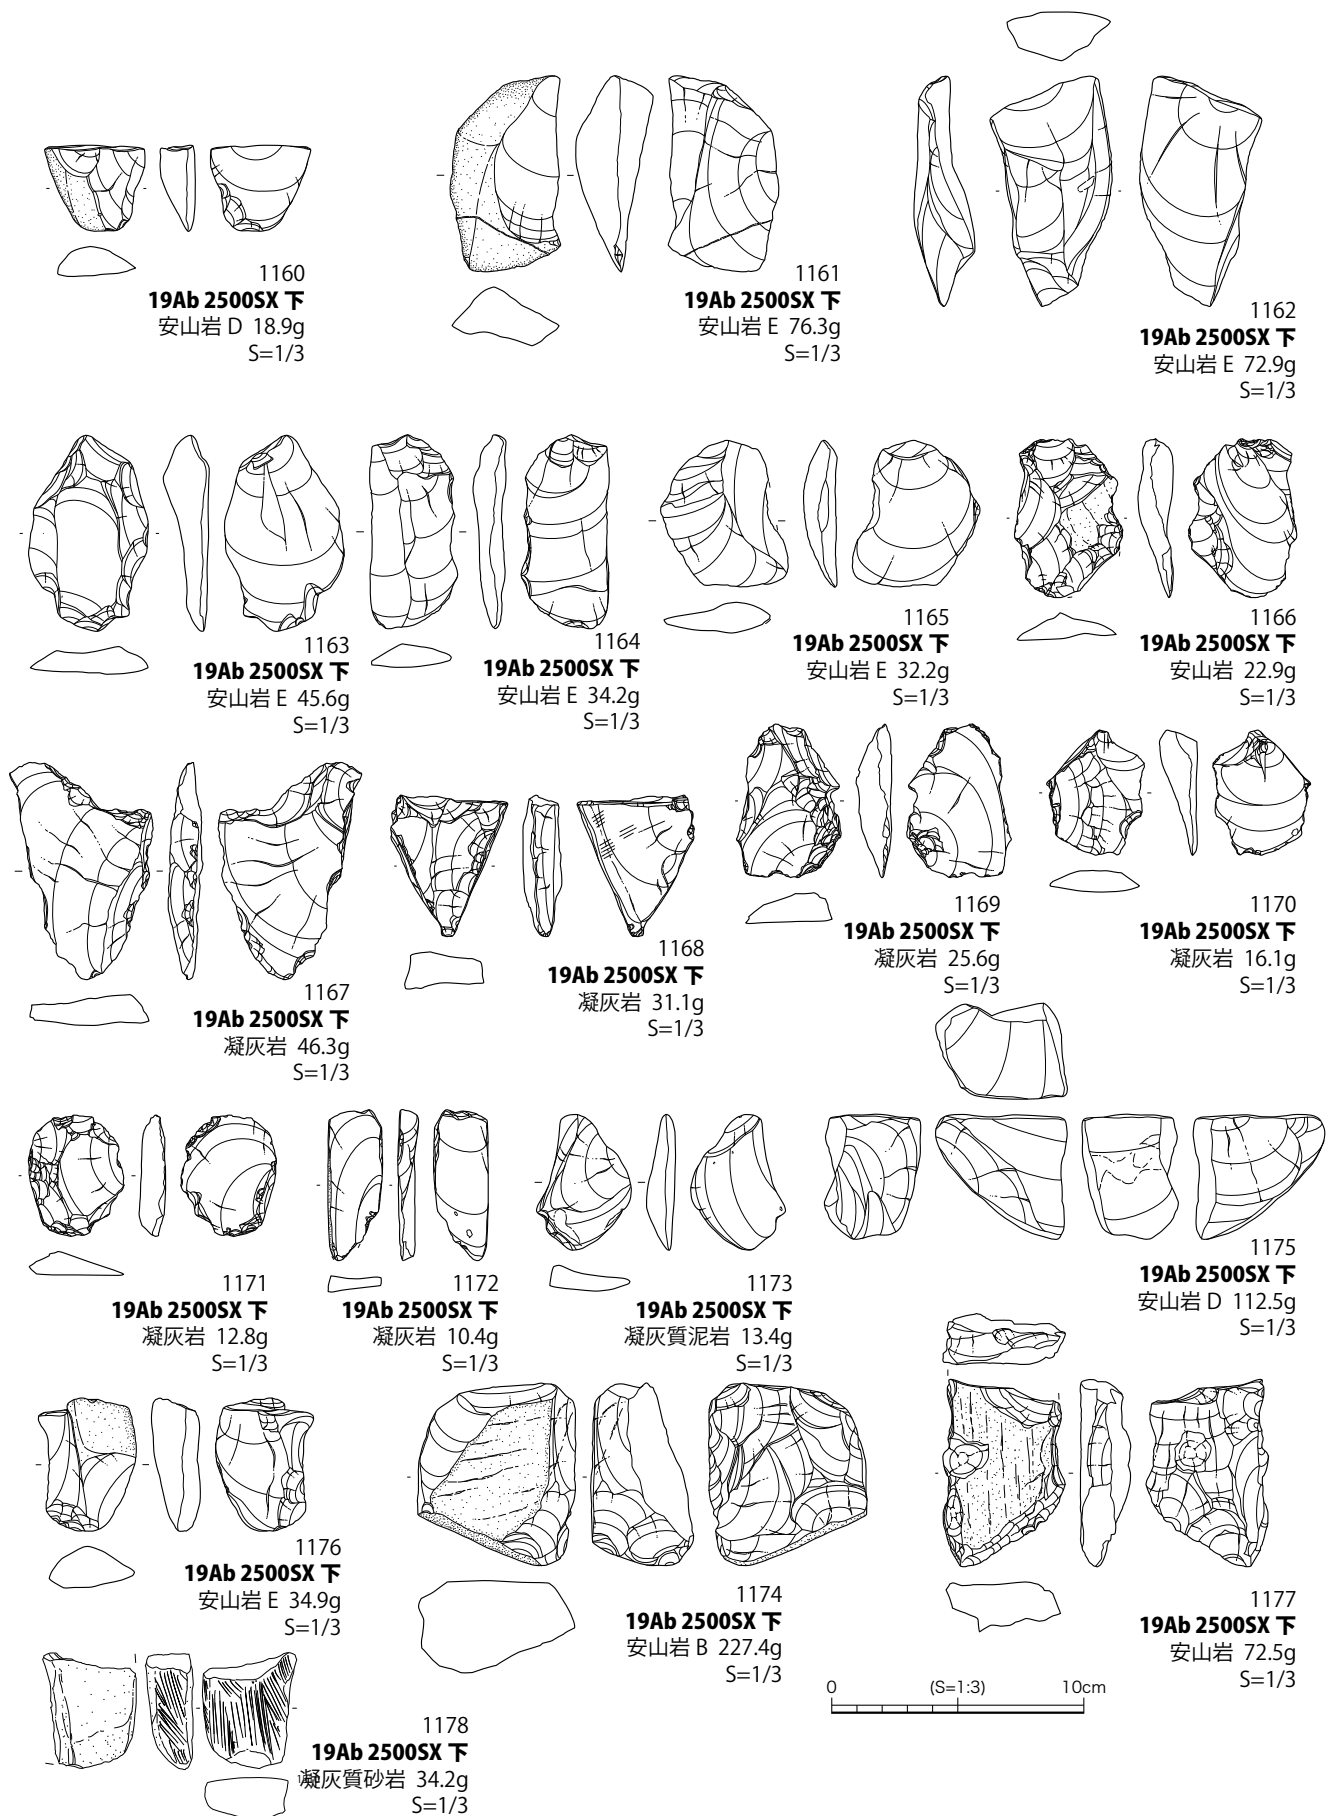 1160
19Ab 2500SX 下
安山岩 D 18.9g
S=1/3
1161
19Ab 2500SX 下
安山岩 E 76.3g
S=1/3
1162
19Ab 2500SX 下
安山岩 E 72.9g
S=1/3
1163
19Ab 2500SX 下
安山岩 E 45.6g
S=1/3
1164
19Ab 2500SX 下
安山岩 E 34.2g
S=1/3
1165
19Ab 2500SX 下
安山岩 E 32.2g
S=1/3
1166
19Ab 2500SX 下
安山岩 22.9g
S=1/3
1167
19Ab 2500SX 下
凝灰岩 46.3g
S=1/3
1168
19Ab 2500SX 下
凝灰岩 31.1g
S=1/3
1169
19Ab 2500SX 下
凝灰岩 25.6g
S=1/3
1170
19Ab 2500SX 下
凝灰岩 16.1g
S=1/3
1171
19Ab 2500SX 下
凝灰岩 12.8g
S=1/3
1172
19Ab 2500SX 下
凝灰岩 10.4g
S=1/3
1173
19Ab 2500SX 下
凝灰質泥岩 13.4g
S=1/3
1175
19Ab 2500SX 下
安山岩 D 112.5g
S=1/3
1176
19Ab 2500SX 下
安山岩 E 34.9g
S=1/3
1174
19Ab 2500SX 下
安山岩 B 227.4g
S=1/3
1177
19Ab 2500SX 下
安山岩 72.5g
S=1/3
0 (S=1:3) 10cm
1178
19Ab 2500SX 下
凝灰質砂岩 34.2g
S=1/3